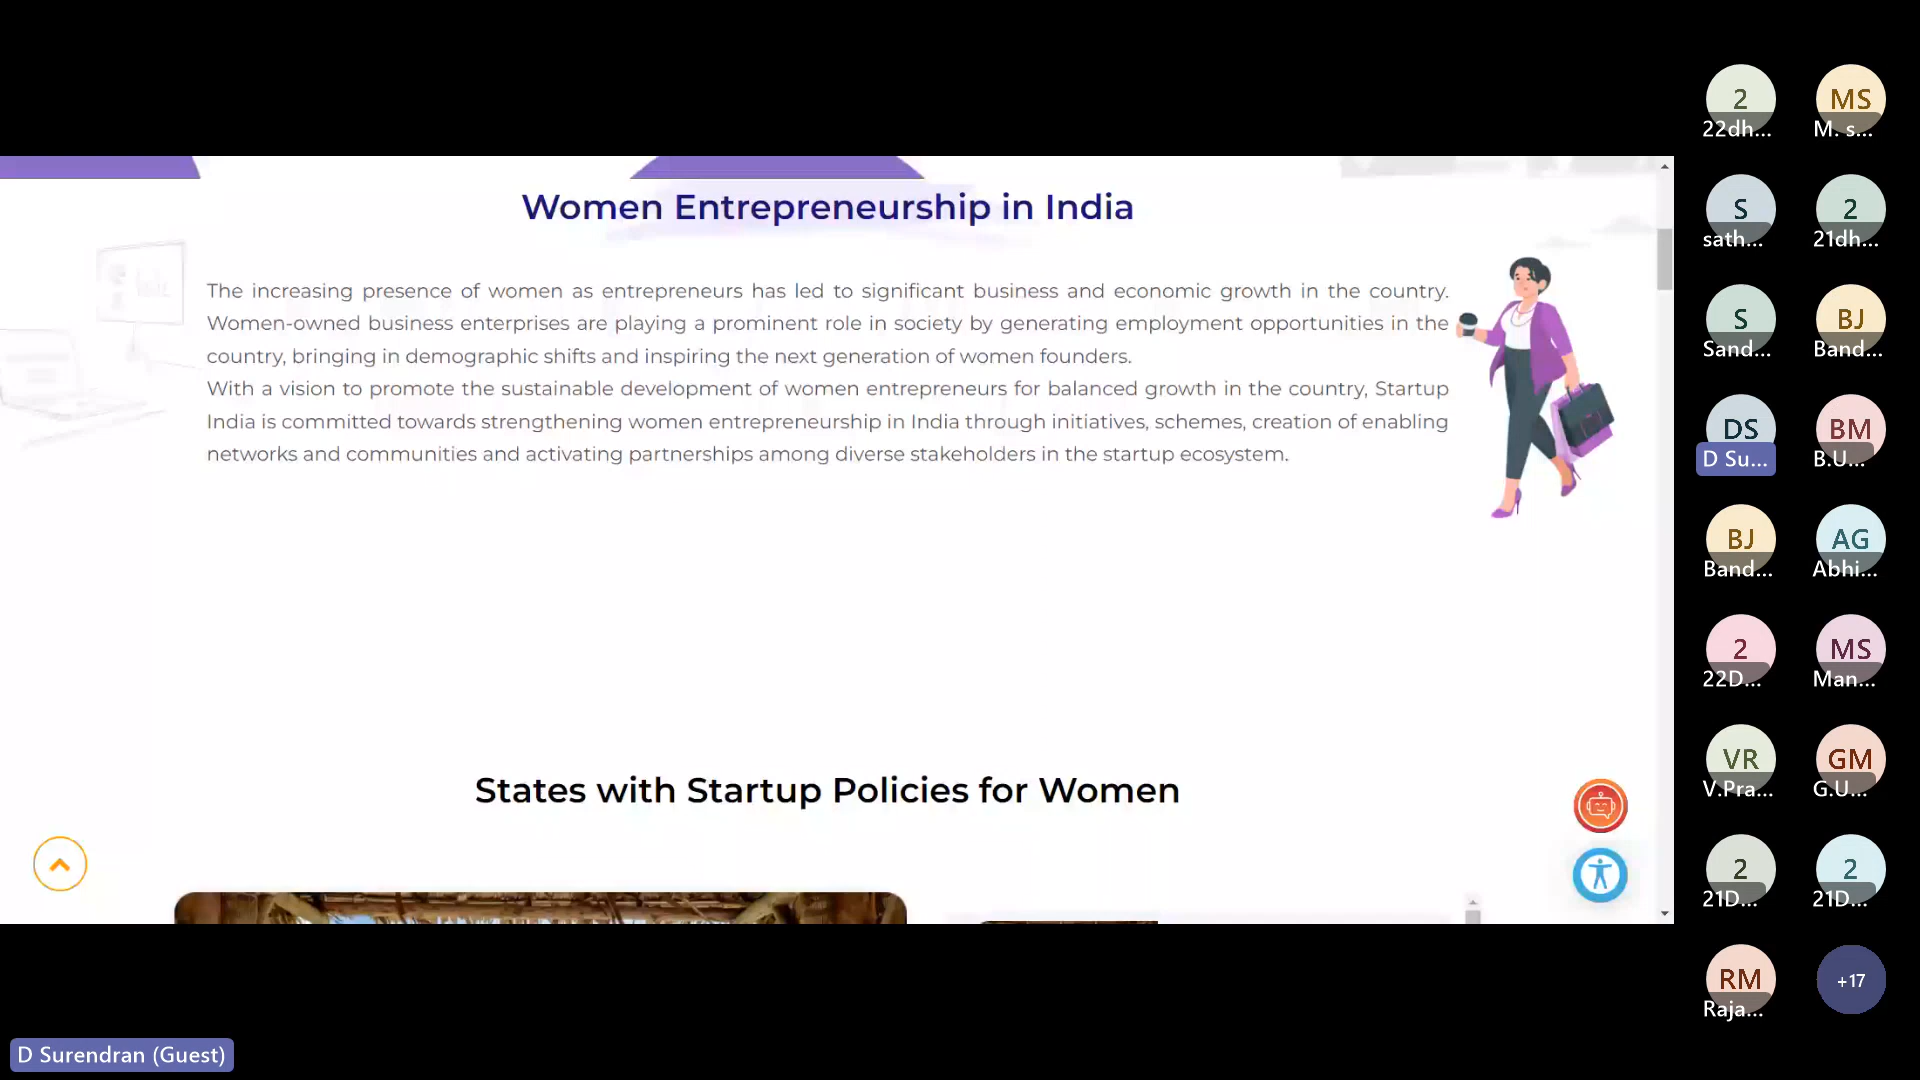 Women Entrepreneurship in India
The increasing presence of women as entrepreneurs has led to significant business and economic growth in the country.
Women-owned business enterprises are playing a prominent role in society by generating employment opportunities in the
country, bringing in demographic shifts and inspiring the next generation of women founders.
With a vision to promote the sustainable development of women entrepreneurs for balanced growth in the country, Startup
India is committed towards strengthening women entrepreneurship in India through initiatives, schemes, creation of enabling
networks and communities and activating partnerships among diverse stakeholders in the startup ecosystem.
States with Startup Policies for Women
2
22dh...
MS
M. s...
S
sath...
2
21dh...
S
Sand...
BJ
Band...
DS
D Su...
BM
B.U...
BJ
Band...
AG
Abhi...
2
22D...
MS
Man...
VR
V.Pra...
GM
G.U...
2
21D...
2
21D...
RM
Raja...
+17
D Surendran (Guest)